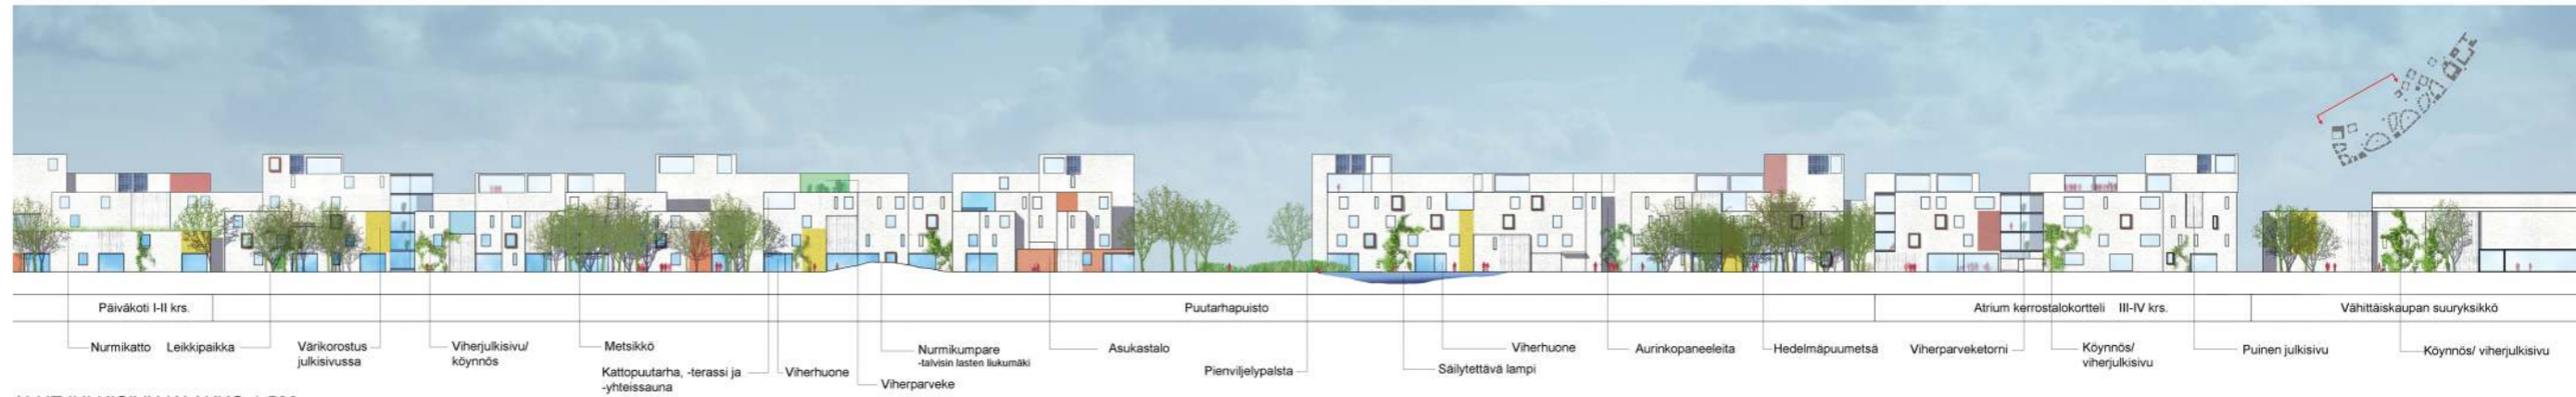 Päiväkoti I-II krs.
Puutarhapuisto
Atrium kerrostalokortteli III-IV krs.
Vähittäiskaupan suuryksikkö
Nurmikatto
Leikkipaikka
Värikorostus
julkisivussa
Viherjulkisivu/
köynnös
Metsikkö
Kattopuutarha, -terassi ja
-yhteissauna
Viherhuone
Viherparveke
Nurmikumpare
-talvisin lasten liukumäki
Asukastalo
Pienviljelypalsta
Säilytettävä lampi
Viherhuone
Aurinkopaneeleita
Hedelmäpuumetsä
Viherparveketorni
Köynnös/
viherjulkisivu
Puinen julkisivu
Köynnös/ viherjulkisivu